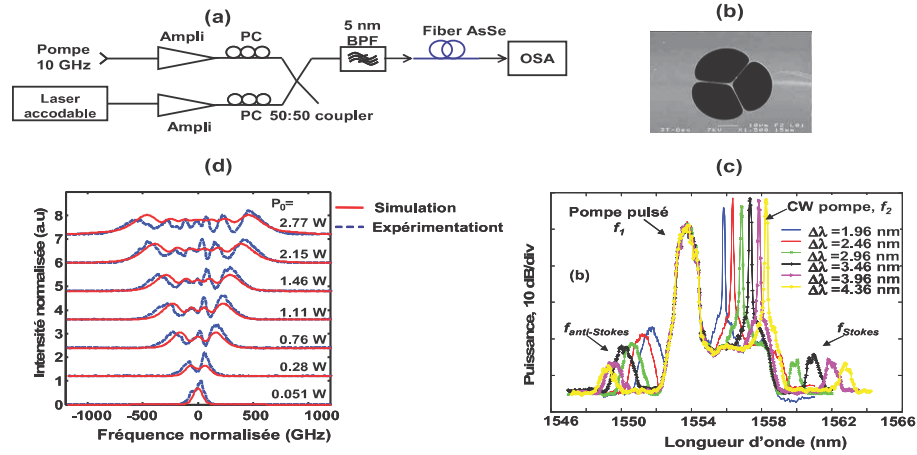 (a)
Pompe
10 GHz
Ampli
PC
5 nm
BPF
Fiber AsSe
OSA
Laser
accodable
Ampli
PC
50:50 coupler
(b)
(d)
P₀=
2.77 W
2.15 W
1.46 W
1.11 W
0.76 W
0.28 W
0.051 W
Simulation
Expérimentationt
Intensité normalisée (a.u)
8
7
6
5
4
3
2
1
0
-1200
-500
0
500
1200
Fréquence normalisée (GHz)
(c)
Pompe pulsé
f₁
CW pompe, f₂
Δλ =1.96 nm
Δλ =2.46 nm
Δλ =2.96 nm
Δλ =3.46 nm
Δλ =3.96 nm
Δλ =4.36 nm
(b)
f anti-Stokes
f Stokes
Puissance, 10 dB/div
1546
1550
1554
1558
1562
1566
Longueur d'onde (nm)